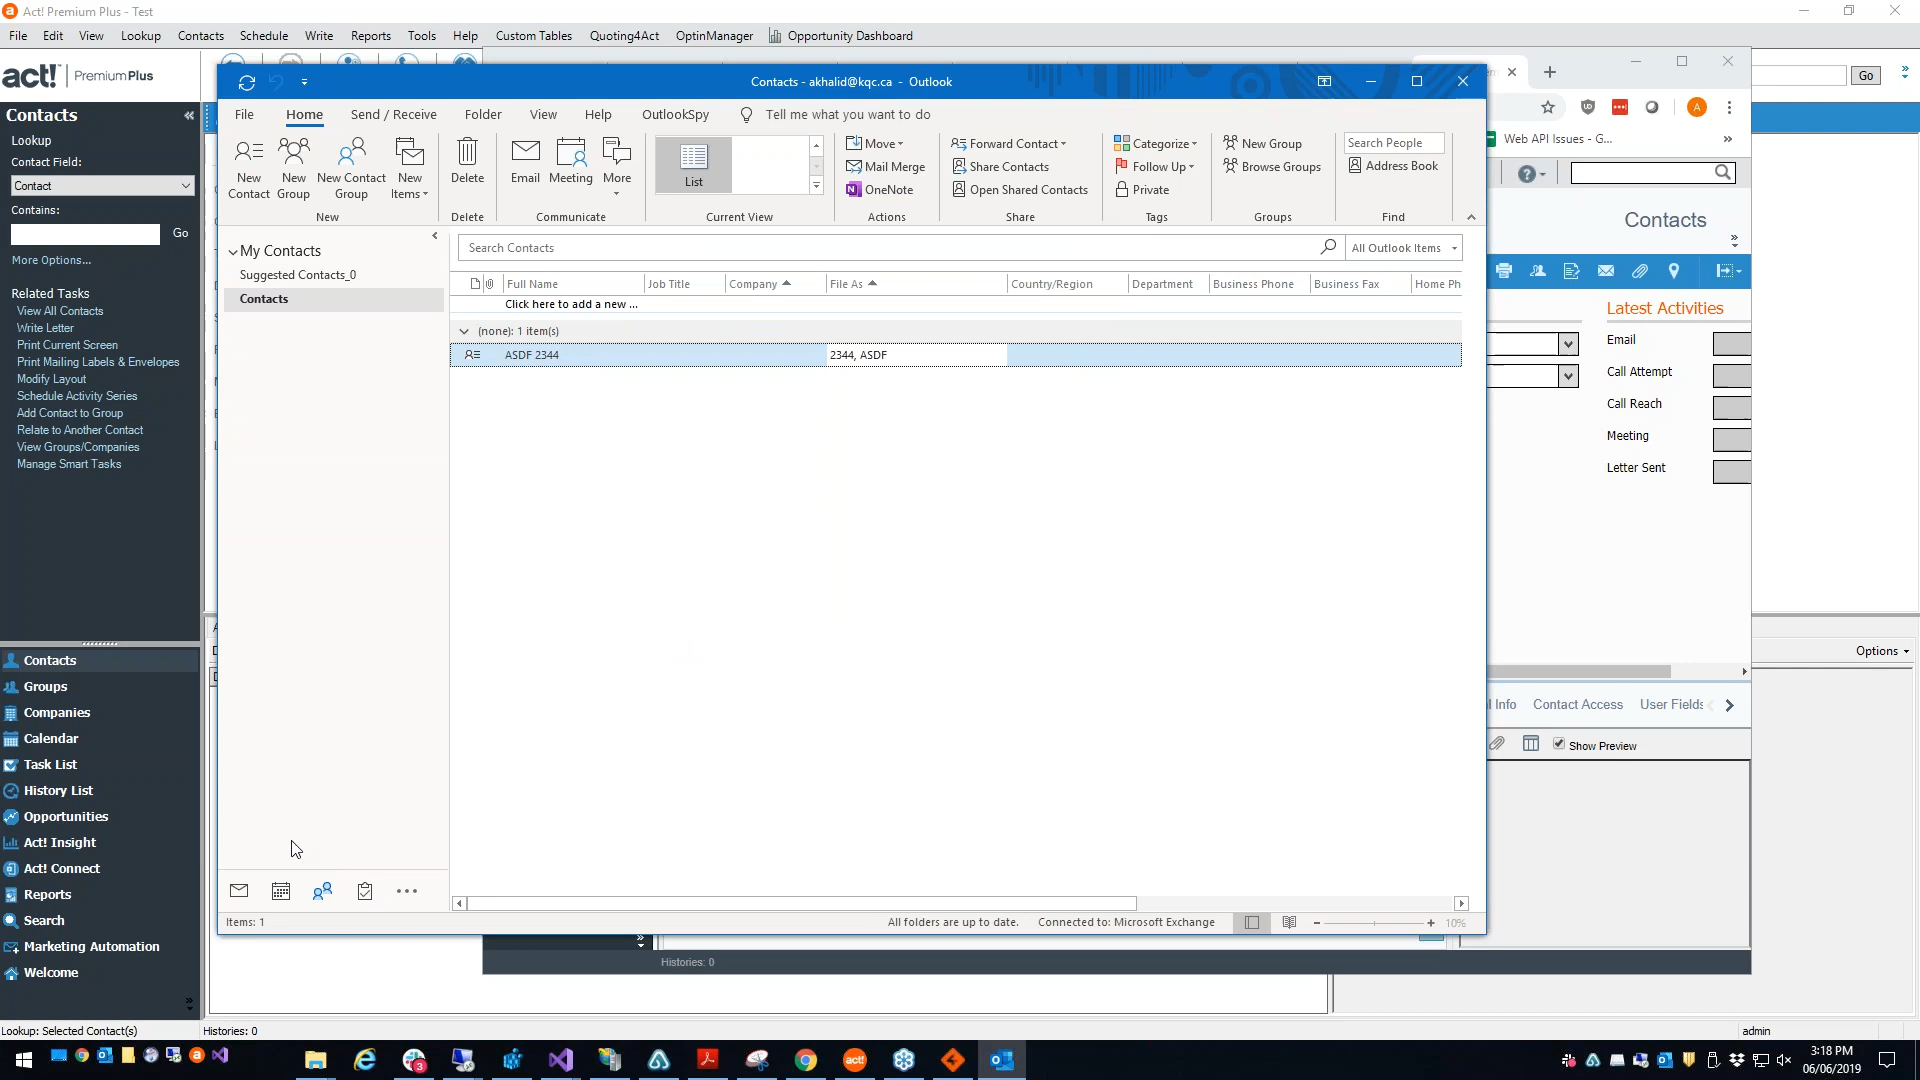 Act! Premium Plus - Test
File Edit View Lookup Contacts Schedule Write Reports Tools Help Custom Tables Quoting4Act OptinManager Opportunity Dashboard
act! Premium Plus
Go
Contacts
Lookup
Contact Field:
Contact
Contains:
Go
More Options...
Related Tasks
View All Contacts
Write Letter
Print Current Screen
Print Mailing Labels & Envelopes
Modify Layout
Schedule Activity Series
Add Contact to Group
Relate to Another Contact
View Groups/Companies
Manage Smart Tasks
Contacts
Groups
Companies
Calendar
Task List
History List
Opportunities
Act! Insight
Act! Connect
Reports
Search
Marketing Automation
Welcome
Lookup: Selected Contact(s)
Histories: 0
admin
Contacts - akhalid@kqc.ca - Outlook
File Home Send / Receive Folder View Help OutlookSpy Tell me what you want to do
New Contact
New Group
New Contact Group
New Items
New
Delete
Delete
Email
Meeting
More
Communicate
List
Current View
Move
Mail Merge
OneNote
Actions
Forward Contact
Share Contacts
Open Shared Contacts
Share
Categorize
Follow Up
Private
Tags
New Group
Browse Groups
Groups
Search People
Address Book
Find
My Contacts
Suggested Contacts_0
Contacts
Search Contacts
All Outlook Items
Full Name Job Title Company File As Country/Region Department Business Phone Business Fax Home Ph
Click here to add a new ...
(none): 1 item(s)
ASDF 2344 2344, ASDF
Items: 1
All folders are up to date. Connected to: Microsoft Exchange
10%
Web API Issues - G...
A
Contacts
Latest Activities
Email
Call Attempt
Call Reach
Meeting
Letter Sent
Options
l Info Contact Access User Fields
Show Preview
Histories: 0
3:18 PM
06/06/2019